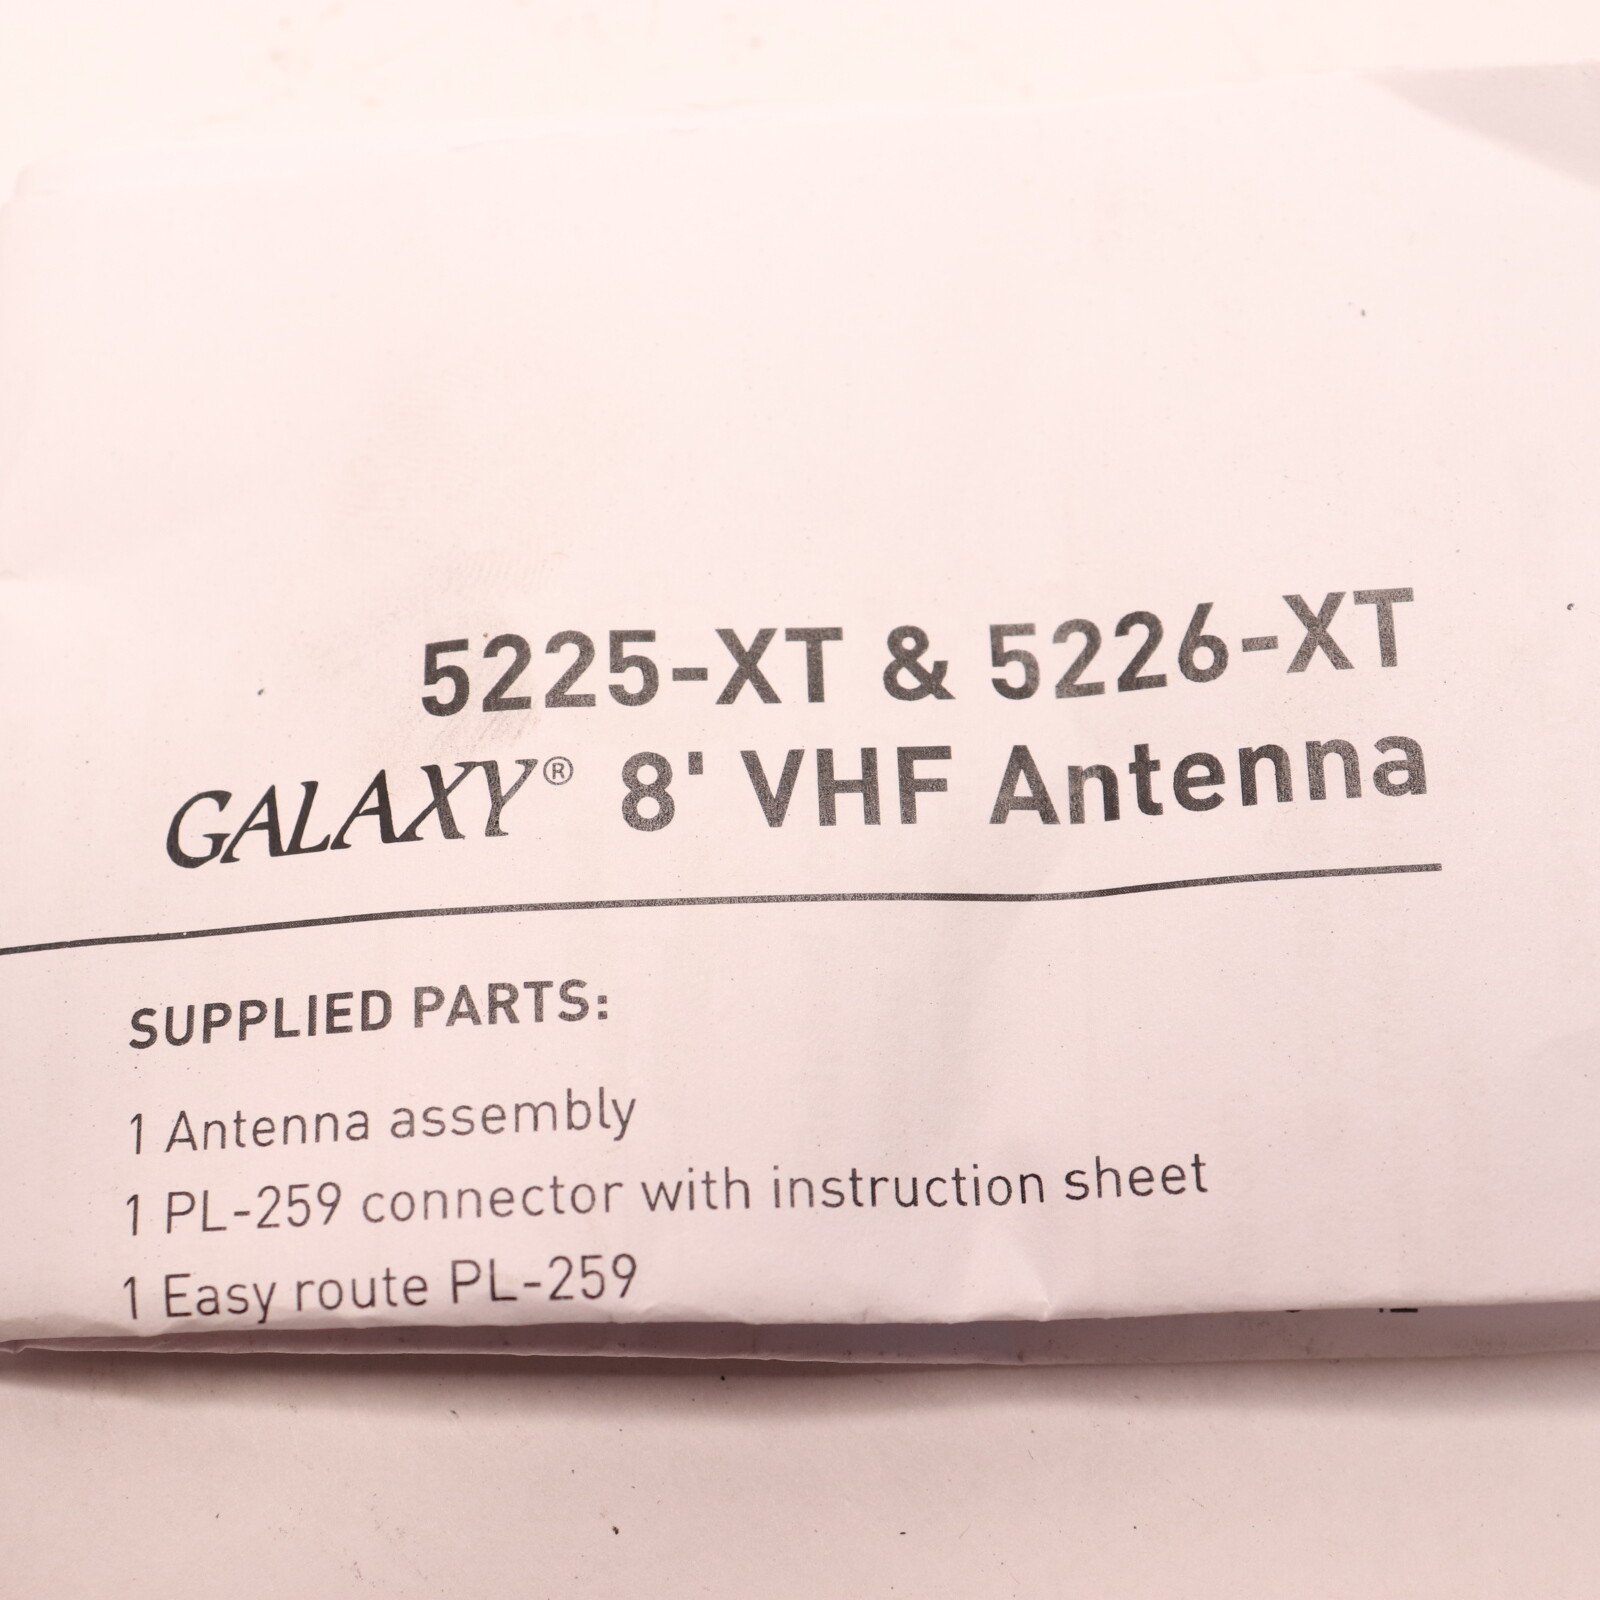 5225-XT & 5226-XT
GALAXY® 8' VHF Antenna
SUPPLIED PARTS:
1 Antenna assembly
1 PL-259 connector with instruction sheet
1 Easy route PL-259